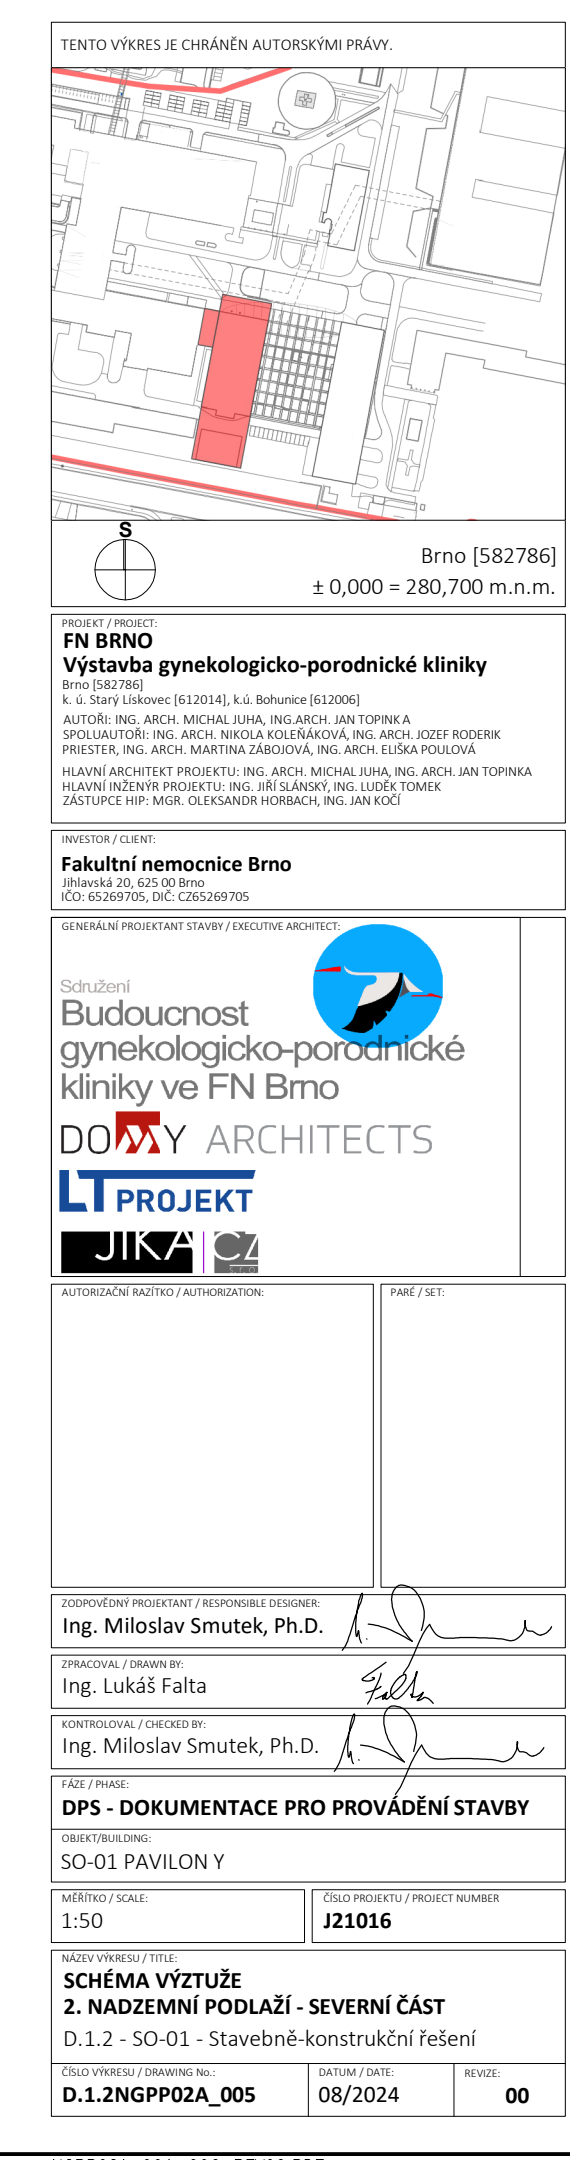 TENTO VÝKRES JE CHRÁNĚN AUTORSKÝMI PRÁVY.
S
Brno [582786]
± 0,000 = 280,700 m.n.m.
PROJEKT / PROJECT:
FN BRNO
Výstavba gynekologicko-porodnické kliniky
Brno [582786]
k. ú. Starý Lískovec [612014], k.ú. Bohunice [612006]
AUTOŘI: ING. ARCH. MICHAL JUHA, ING.ARCH. JAN TOPINKA
SPOLUAUTOŘI: ING. ARCH. NIKOLA KOLEŇÁKOVÁ, ING. ARCH. JOZEF RODERIK
PRIESTER, ING. ARCH. MARTINA ZÁBOJOVÁ, ING. ARCH. ELIŠKA POULOVÁ
HLAVNÍ ARCHITEKT PROJEKTU: ING. ARCH. MICHAL JUHA, ING. ARCH. JAN TOPINKA
HLAVNÍ INŽENÝR PROJEKTU: ING. JIŘÍ SLÁNSKÝ, ING. LUDĚK TOMEK
ZÁSTUPCE HIP: MGR. OLEKSANDR HORBACH, ING. JAN KOČÍ
INVESTOR / CLIENT:
Fakultní nemocnice Brno
Jihlavská 20, 625 00 Brno
IČO: 65269705, DIČ: CZ65269705
GENERÁLNÍ PROJEKTANT STAVBY / EXECUTIVE ARCHITECT:
Sdružení
Budoucnost
gynekologicko-porodnické
kliniky ve FN Brno
DOMY ARCHITECTS
LT PROJEKT
JIKA CZ
s.r.o.
AUTORIZAČNÍ RAZÍTKO / AUTHORIZATION:
PARÉ / SET:
ZODPOVĚDNÝ PROJEKTANT / RESPONSIBLE DESIGNER:
Ing. Miloslav Smutek, Ph.D.
ZPRACOVAL / DRAWN BY:
Ing. Lukáš Falta
Falta
KONTROLOVAL / CHECKED BY:
Ing. Miloslav Smutek, Ph.D.
FÁZE / PHASE:
DPS - DOKUMENTACE PRO PROVÁDĚNÍ STAVBY
OBJEKT/BUILDING:
SO-01 PAVILON Y
MĚŘÍTKO / SCALE:
1:50
ČÍSLO PROJEKTU / PROJECT NUMBER
J21016
NÁZEV VÝKRESU / TITLE:
SCHÉMA VÝZTUŽE
2. NADZEMNÍ PODLAŽÍ - SEVERNÍ ČÁST
D.1.2 - SO-01 - Stavebně-konstrukční řešení
ČÍSLO VÝKRESU / DRAWING No.:
D.1.2NGPP02A_005
DATUM / DATE:
08/2024
REVIZE:
00